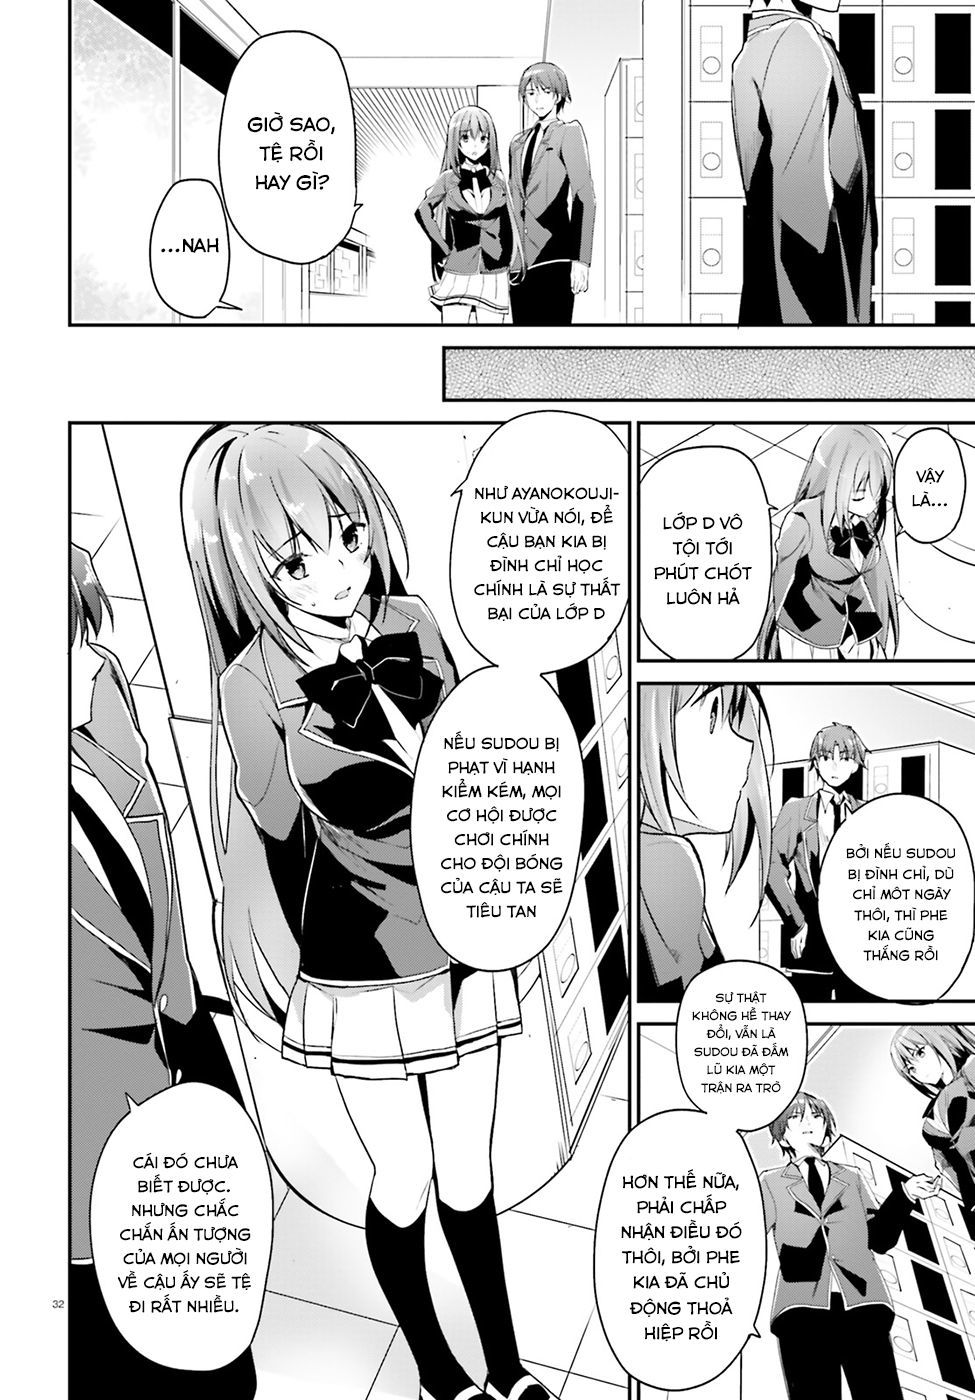 GIỜ SAO,
TỆ RỒI
HAY GÌ?
...NAH
VẬY
LÀ...
LỚP D VÔ
TỘI TỚI
PHÚT CHÓT
LUÔN HẢ
BỞI NẾU SUDOU
BỊ ĐÌNH CHỈ, DÙ
CHỈ MỘT NGÀY
THÔI, THÌ PHE
KIA CŨNG
THẮNG RỒI
SỰ THẬT
KHÔNG HỀ THAY
ĐỔI, VẪN LÀ
SUDOU ĐÃ ĐẤM
LŨ KIA MỘT
TRẬN RA TRÒ
HƠN THẾ NỮA,
PHẢI CHẤP
NHẬN ĐIỀU ĐÓ
THÔI, BỞI PHE
KIA ĐÃ CHỦ
ĐỘNG THOẢ
HIỆP RỒI
NHƯ AYANOKOUJI-
KUN VỪA NÓI, ĐỂ
CẬU BẠN KIA BỊ
ĐÌNH CHỈ HỌC
CHÍNH LÀ SỰ THẤT
BẠI CỦA LỚP D
NẾU SUDOU BỊ
PHẠT VÌ HẠNH
KIỂM KÉM, MỌI
CƠ HỘI ĐƯỢC
CHƠI CHÍNH
CHO ĐỘI BÓNG
CỦA CẬU TA SẼ
TIÊU TAN
CÁI ĐÓ CHƯA
BIẾT ĐƯỢC.
NHƯNG CHẮC
CHẮN ẤN TƯỢNG
CỦA MỌI NGƯỜI
VỀ CẬU ẤY SẼ TỆ
ĐI RẤT NHIỀU.
32